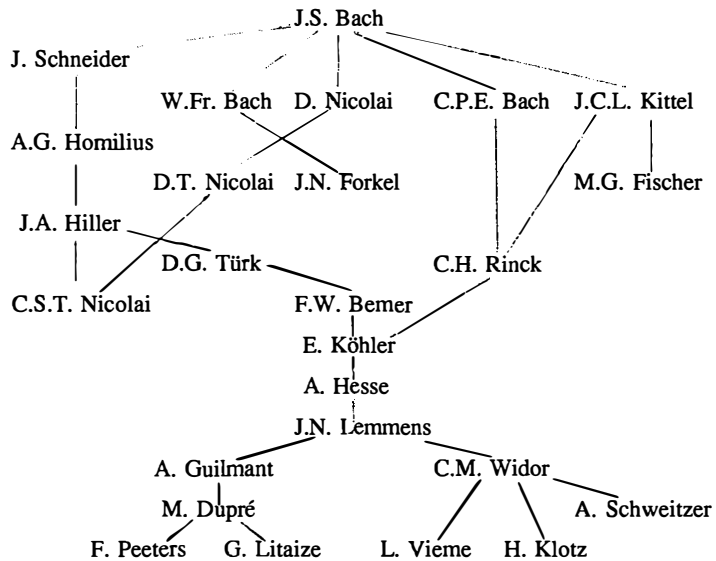 J.S. Bach
J. Schneider
W.Fr. Bach D. Nicolai C.P.E. Bach J.C.L. Kittel
A.G. Homilius
D.T. Nicolai J.N. Forkel M.G. Fischer
J.A. Hiller
D.G. Türk C.H. Rinck
C.S.T. Nicolai F.W. Bemer
E. Köhler
A. Hesse
J.N. Lemmens
A. Guilmant C.M. Widor
M. Dupré A. Schweitzer
F. Peeters G. Litaize L. Vieme H. Klotz